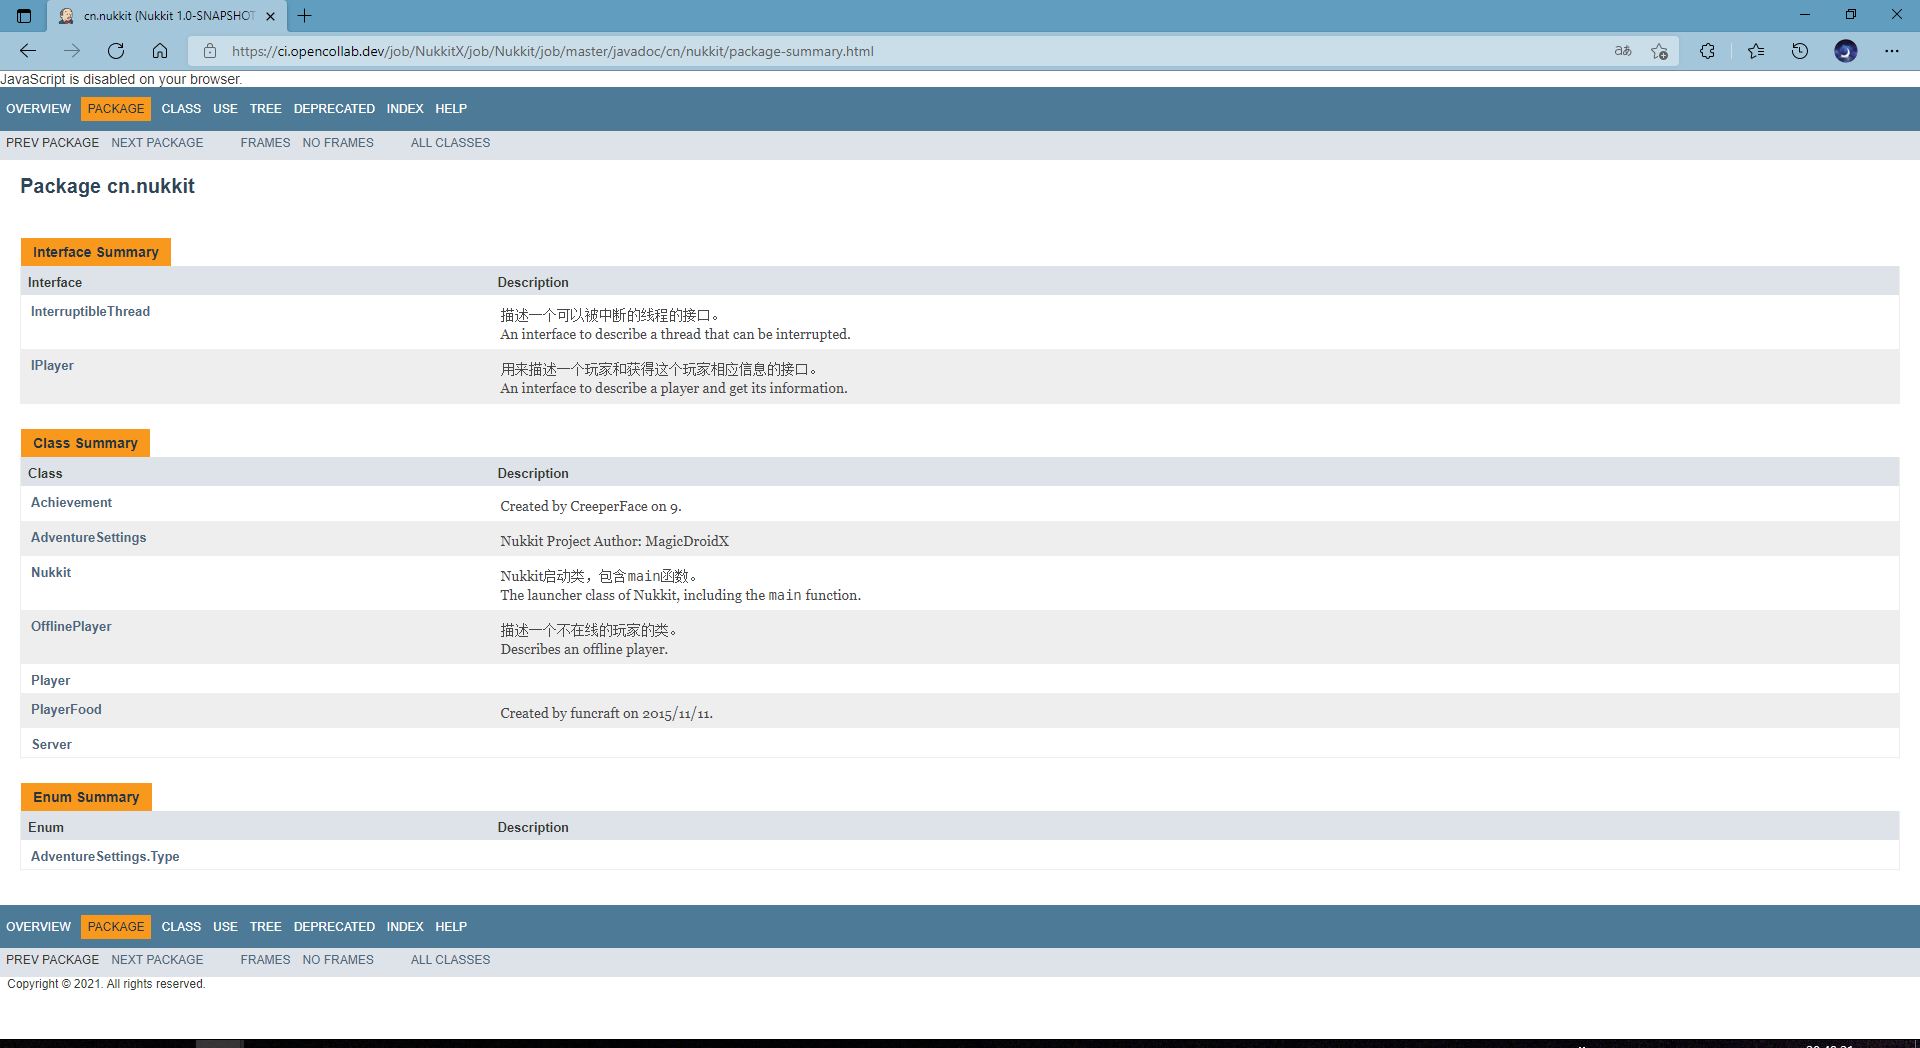 cn.nukkit (Nukkit 1.0-SNAPSHOT
https://ci.opencollab.dev/job/NukkitX/job/Nukkit/job/master/javadoc/cn/nukkit/package-summary.html
JavaScript is disabled on your browser.
OVERVIEW PACKAGE CLASS USE TREE DEPRECATED INDEX HELP
PREV PACKAGE NEXT PACKAGE FRAMES NO FRAMES ALL CLASSES
Package cn.nukkit
Interface Summary
Interface Description
InterruptibleThread 描述一个可以被中断的线程的接口。
An interface to describe a thread that can be interrupted.
IPlayer 用来描述一个玩家和获得这个玩家相应信息的接口。
An interface to describe a player and get its information.
Class Summary
Class Description
Achievement Created by CreeperFace on 9.
AdventureSettings Nukkit Project Author: MagicDroidX
Nukkit Nukkit启动类，包含main函数。
The launcher class of Nukkit, including the main function.
OfflinePlayer 描述一个不在线的玩家的类。
Describes an offline player.
Player
PlayerFood Created by funcraft on 2015/11/11.
Server
Enum Summary
Enum Description
AdventureSettings.Type
OVERVIEW PACKAGE CLASS USE TREE DEPRECATED INDEX HELP
PREV PACKAGE NEXT PACKAGE FRAMES NO FRAMES ALL CLASSES
Copyright © 2021. All rights reserved.